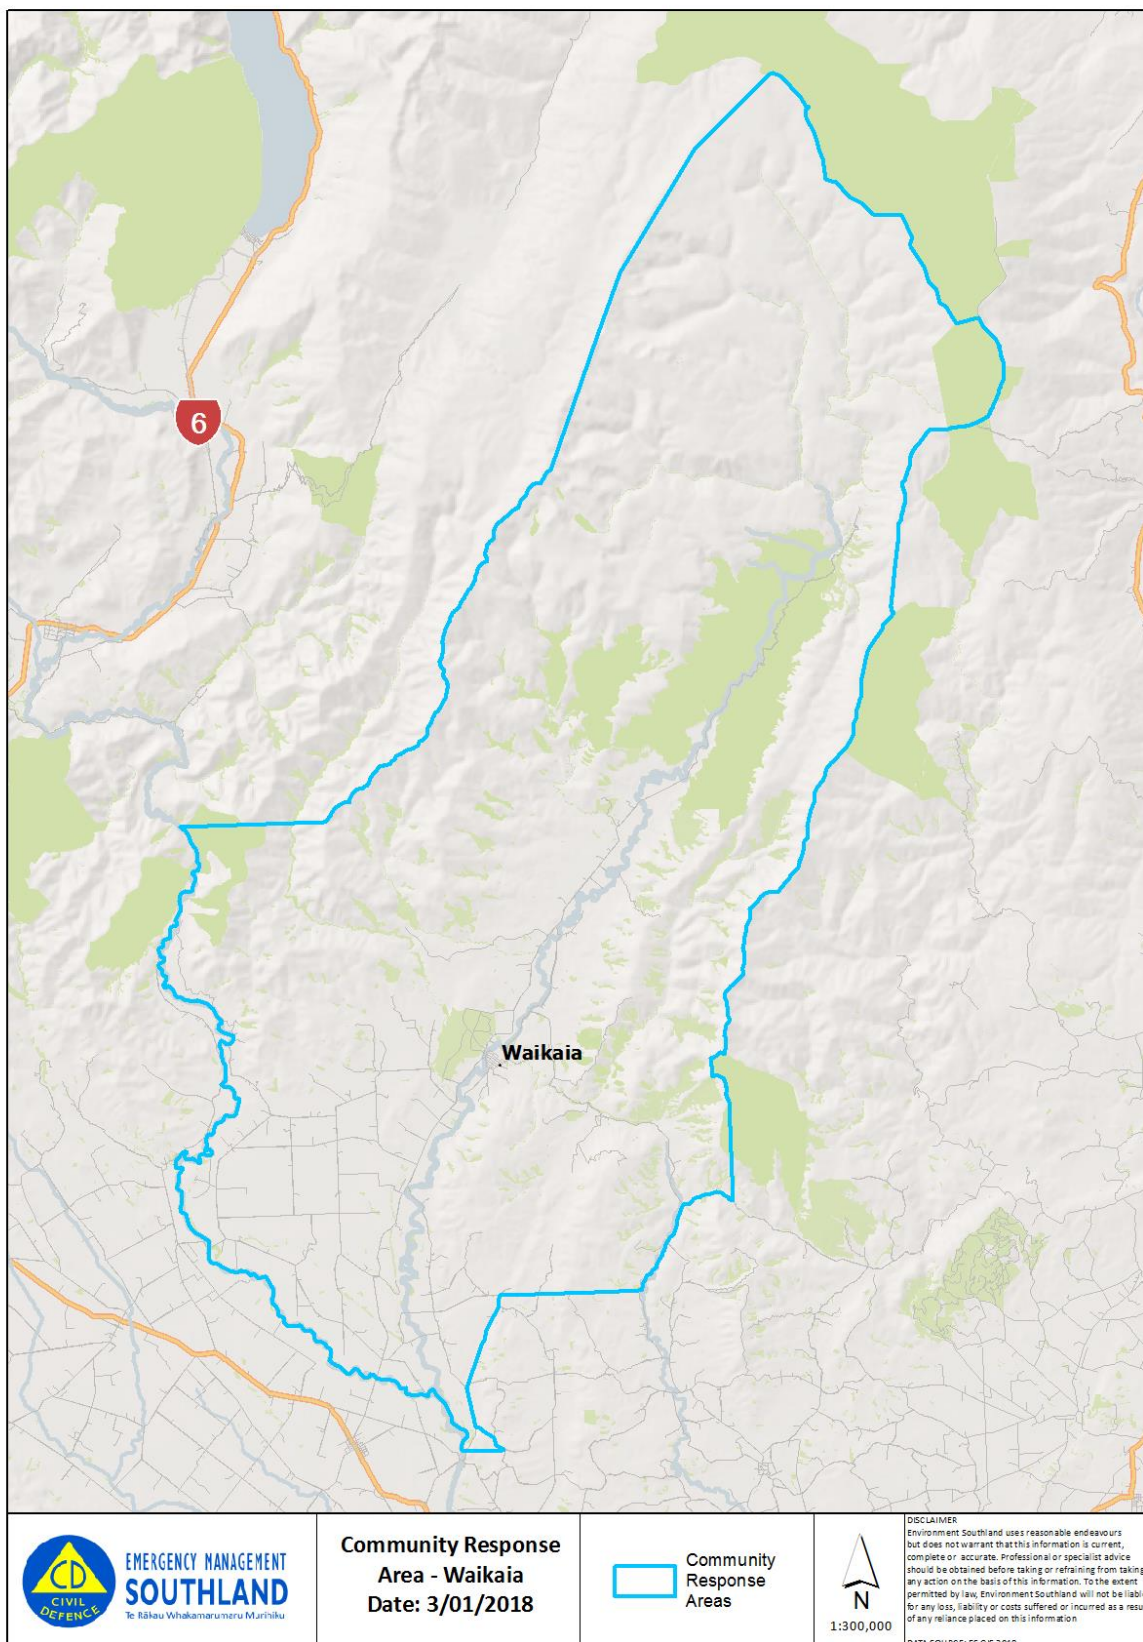 6
Waikaia
CD
CIVIL
DEFENCE
EMERGENCY MANAGEMENT
SOUTHLAND
Te Rākau Whakamarumaru Murihiku
Community Response
Area - Waikaia
Date: 3/01/2018
Community
Response
Areas
N
1:300,000
DISCLAIMER
Environment Southland uses reasonable endeavours
but does not warrant that this information is current,
complete or accurate. Professional or specialist advice
should be obtained before taking or refraining from taking
any action on the basis of this information. To the extent
permitted by law, Environment Southland will not be liabl
for any loss, liability or costs suffered or incurred as a resu
of any reliance placed on this information